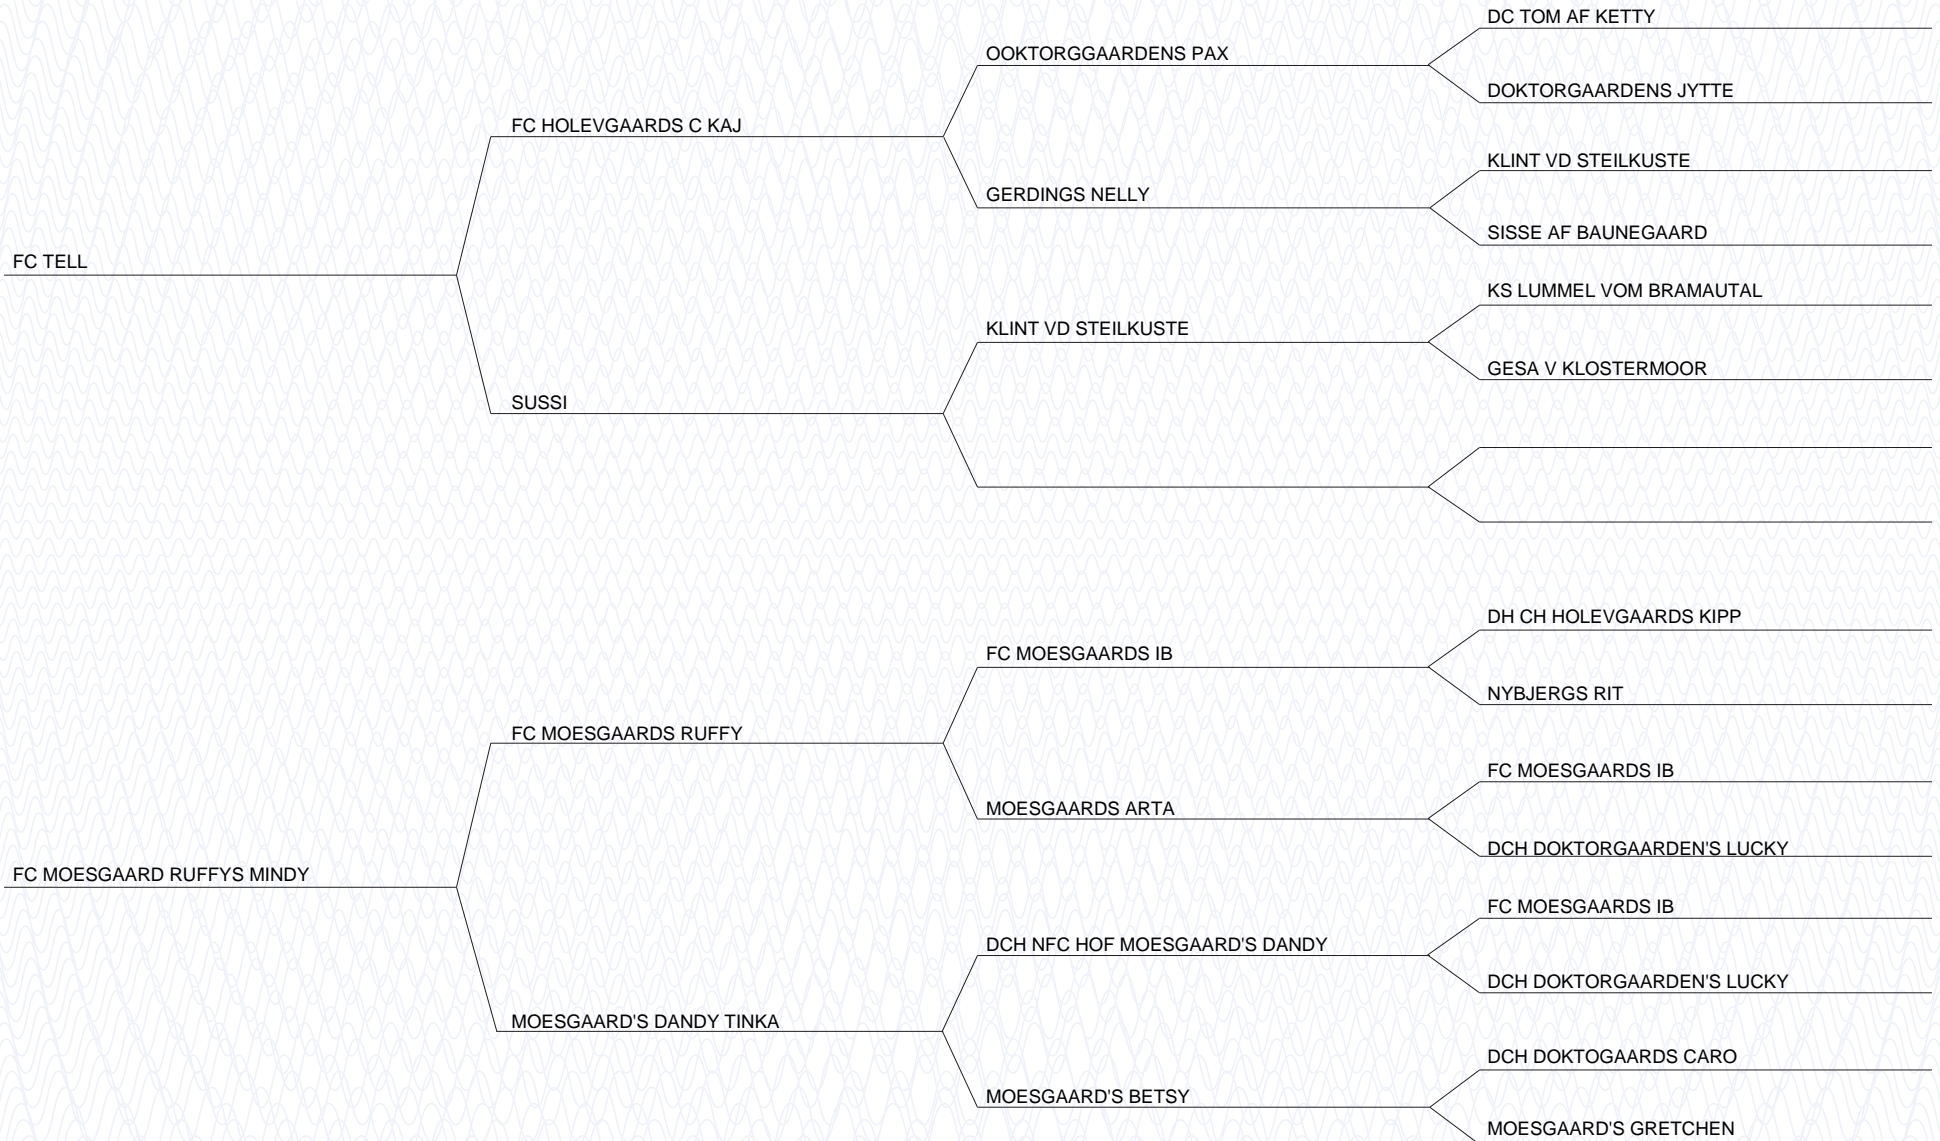 DC TOM AF KETTY
OOKTORGGAARDENS PAX
DOKTORGAARDENS JYTTE
FC HOLEVGAARDS C KAJ
KLINT VD STEILKUSTE
GERDINGS NELLY
SISSE AF BAUNEGAARD
FC TELL
KS LUMMEL VOM BRAMAUTAL
KLINT VD STEILKUSTE
GESA V KLOSTERMOOR
SUSSI
DH CH HOLEVGAARDS KIPP
FC MOESGAARDS IB
NYBJERGS RIT
FC MOESGAARDS RUFFY
FC MOESGAARDS IB
MOESGAARDS ARTA
DCH DOKTORGAARDEN'S LUCKY
FC MOESGAARD RUFFYS MINDY
FC MOESGAARDS IB
DCH NFC HOF MOESGAARD'S DANDY
DCH DOKTORGAARDEN'S LUCKY
MOESGAARD'S DANDY TINKA
DCH DOKTOGAARDS CARO
MOESGAARD'S BETSY
MOESGAARD'S GRETCHEN